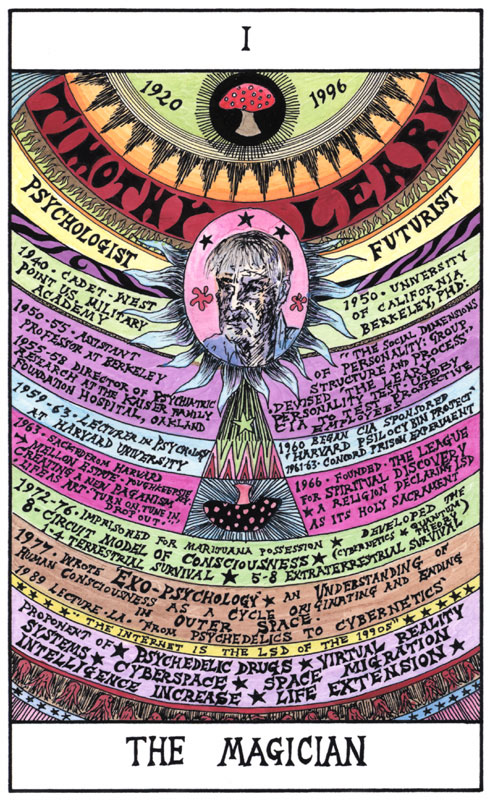 I
1920 1996
TIMOTHY LEARY
PSYCHOLOGIST
FUTURIST
1940 · CADET - WEST
POINT U.S. MILITARY
ACADEMY
1950-55 · ASSISTANT
PROFESSOR AT BERKELEY
1955-58 DIRECTOR OF PSYCHIATRIC
RESEARCH AT THE KAISER FAMILY
FOUNDATION HOSPITAL, OAKLAND
1959-63 · LECTURER IN PSYCHOLOGY
AT HARVARD UNIVERSITY
1963 · SACKED FROM HARVARD
→ MELLON ESTATE · POUGHKEEPSIE
CREATING A NEW PAGANISM
LIFE AS ART. TURN ON TUNE IN,
DROP OUT.
1950 · UNIVERSITY
OF CALIFORNIA
BERKELEY, PHD:
"THE SOCIAL DIMENSIONS
OF PERSONALITY: GROUP
STRUCTURE AND PROCESS,"
DEVISED "THE LEARY"
PERSONALITY TEST USED BY
CIA TO TEST PROSPECTIVE
EMPLOYEES
1960 BEGAN CIA SPONSORED
"HARVARD PSILOCYBIN PROJECT"
1961-63 · CONCORD PRISON EXPERIMENT
1966 · FOUNDED THE LEAGUE
FOR SPIRITUAL DISCOVERY
★ A RELIGION DECLARING LSD
AS ITS HOLY SACRAMENT
1972-76 · IMPRISONED FOR MARIJUANA POSSESSION ★ DEVELOPED THE
8-CIRCUIT MODEL OF CONSCIOUSNESS ★ (CYBERNETICS & QUANTUM THEORY)
1-4 TERRESTRIAL SURVIVAL ★ 5-8 EXTRATERRESTRIAL SURVIVAL
1977 · WROTE EXO-PSYCHOLOGY ★ AN UNDERSTANDING OF
HUMAN CONSCIOUSNESS AS A CYCLE ORIGINATING AND ENDING
IN OUTER SPACE ·
1989 LECTURE · LA · "FROM PSYCHEDELICS TO CYBERNETICS"
★ "THE INTERNET IS THE LSD OF THE 1990S" ★
PROPONENT OF ★ PSYCHEDELIC DRUGS ★ VIRTUAL REALITY
SYSTEMS ★ CYBERSPACE ★ SPACE MIGRATION ★
INTELLIGENCE INCREASE ★ LIFE EXTENSION ★
THE MAGICIAN